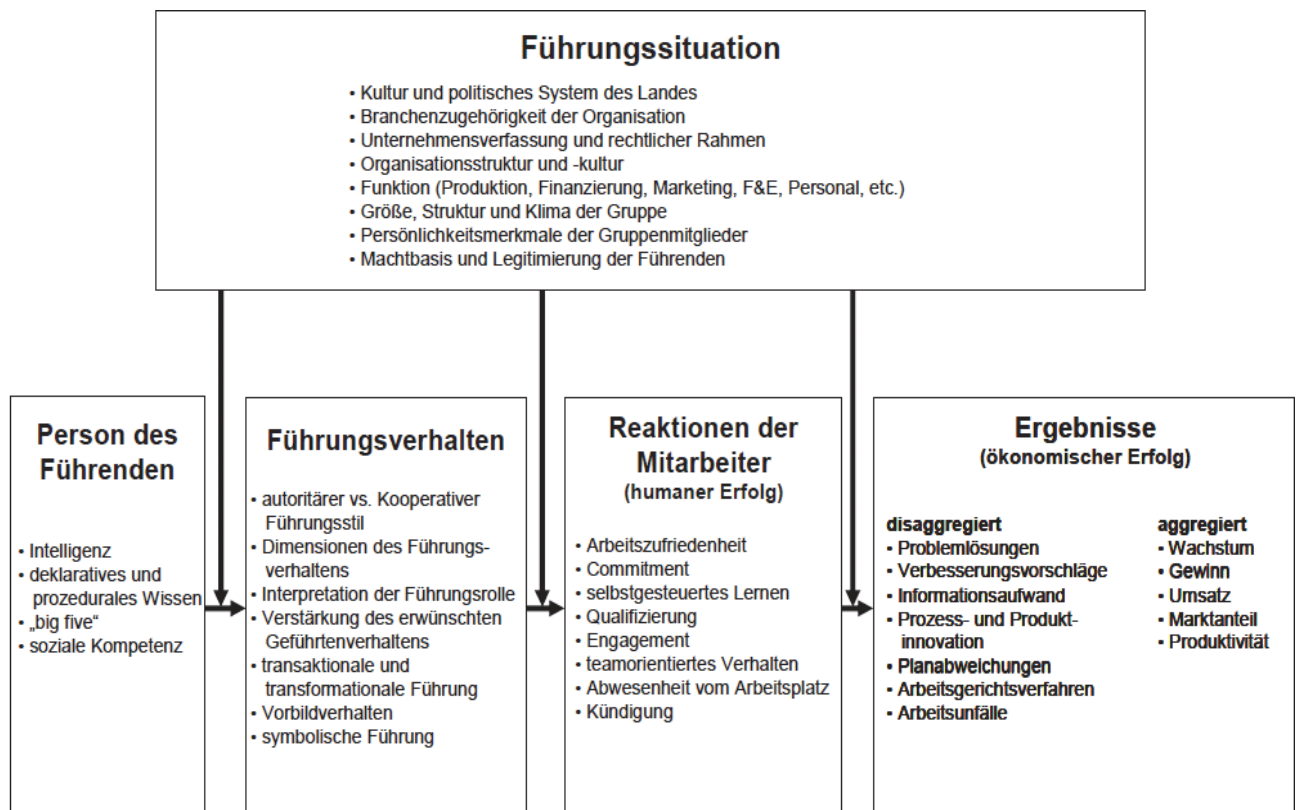 Führungssituation
• Kultur und politisches System des Landes
• Branchenzugehörigkeit der Organisation
• Unternehmensverfassung und rechtlicher Rahmen
• Organisationsstruktur und -kultur
• Funktion (Produktion, Finanzierung, Marketing, F&E, Personal, etc.)
• Größe, Struktur und Klima der Gruppe
• Persönlichkeitsmerkmale der Gruppenmitglieder
• Machtbasis und Legitimierung der Führenden
Person des
Führenden
• Intelligenz
• deklaratives und
prozedurales Wissen
• „big five“
• soziale Kompetenz
Führungsverhalten
• autoritärer vs. Kooperativer
Führungsstil
• Dimensionen des Führungs-
verhaltens
• Interpretation der Führungsrolle
• Verstärkung des erwünschten
Geführtenverhaltens
• transaktionale und
transformationale Führung
• Vorbildverhalten
• symbolische Führung
Reaktionen der
Mitarbeiter
(humaner Erfolg)
• Arbeitszufriedenheit
• Commitment
• selbstgesteuertes Lernen
• Qualifizierung
• Engagement
• teamorientiertes Verhalten
• Abwesenheit vom Arbeitsplatz
• Kündigung
Ergebnisse
(ökonomischer Erfolg)
disaggregiert
• Problemlösungen
• Verbesserungsvorschläge
• Informationsaufwand
• Prozess- und Produkt-
innovation
• Planabweichungen
• Arbeitsgerichtsverfahren
• Arbeitsunfälle
aggregiert
• Wachstum
• Gewinn
• Umsatz
• Marktanteil
• Produktivität